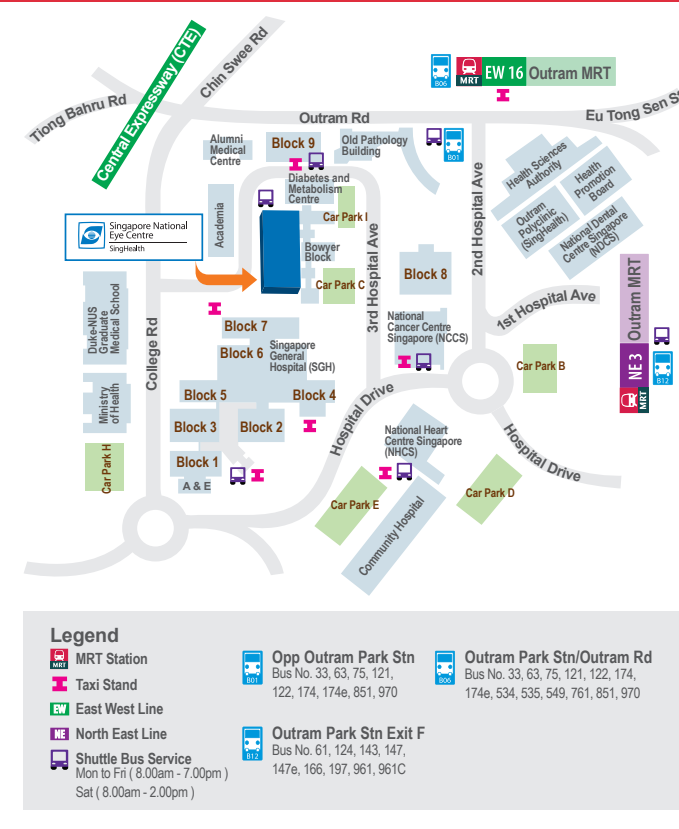 Central Expressway (CTE)
Chin Swee Rd
Tiong Bahru Rd
B06
MRT
EW 16
Outram MRT
Outram Rd
Eu Tong Sen St
Alumni
Medical
Centre
Block 9
Old Pathology
Building
B01
Diabetes and
Metabolism
Centre
Academia
Car Park I
Singapore National
Eye Centre
SingHealth
Bowyer
Block
Car Park C
3rd Hospital Ave
Block 8
2nd Hospital Ave
Health Sciences
Authority
Health
Promotion
Board
Outram
Polyclinic
(SingHealth)
National Dental
Centre Singapore
(NDCS)
1st Hospital Ave
Outram MRT
NE 3
MRT
B12
Duke-NUS
Graduate
Medical School
College Rd
Block 7
Block 6
Singapore
General
Hospital (SGH)
National
Cancer Centre
Singapore (NCCS)
Car Park B
Ministry
of Health
Block 5
Block 4
Block 3
Block 2
Hospital Drive
National Heart
Centre Singapore
(NHCS)
Hospital Drive
Car Park H
Block 1
A & E
Car Park E
Community Hospital
Car Park D
Legend
MRT
MRT Station
Taxi Stand
EW
East West Line
NE
North East Line
Shuttle Bus Service
Mon to Fri ( 8.00am - 7.00pm )
Sat ( 8.00am - 2.00pm )
B01
Opp Outram Park Stn
Bus No. 33, 63, 75, 121,
122, 174, 174e, 851, 970
B12
Outram Park Stn Exit F
Bus No. 61, 124, 143, 147,
147e, 166, 197, 961, 961C
B06
Outram Park Stn/Outram Rd
Bus No. 33, 63, 75, 121, 122, 174,
174e, 534, 535, 549, 761, 851, 970